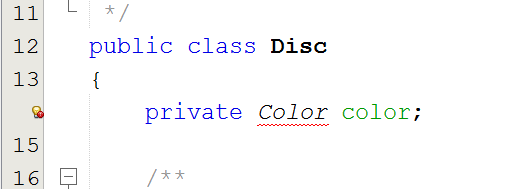 11 */
12 public class Disc
13 {
private Color color;
15
16 /**